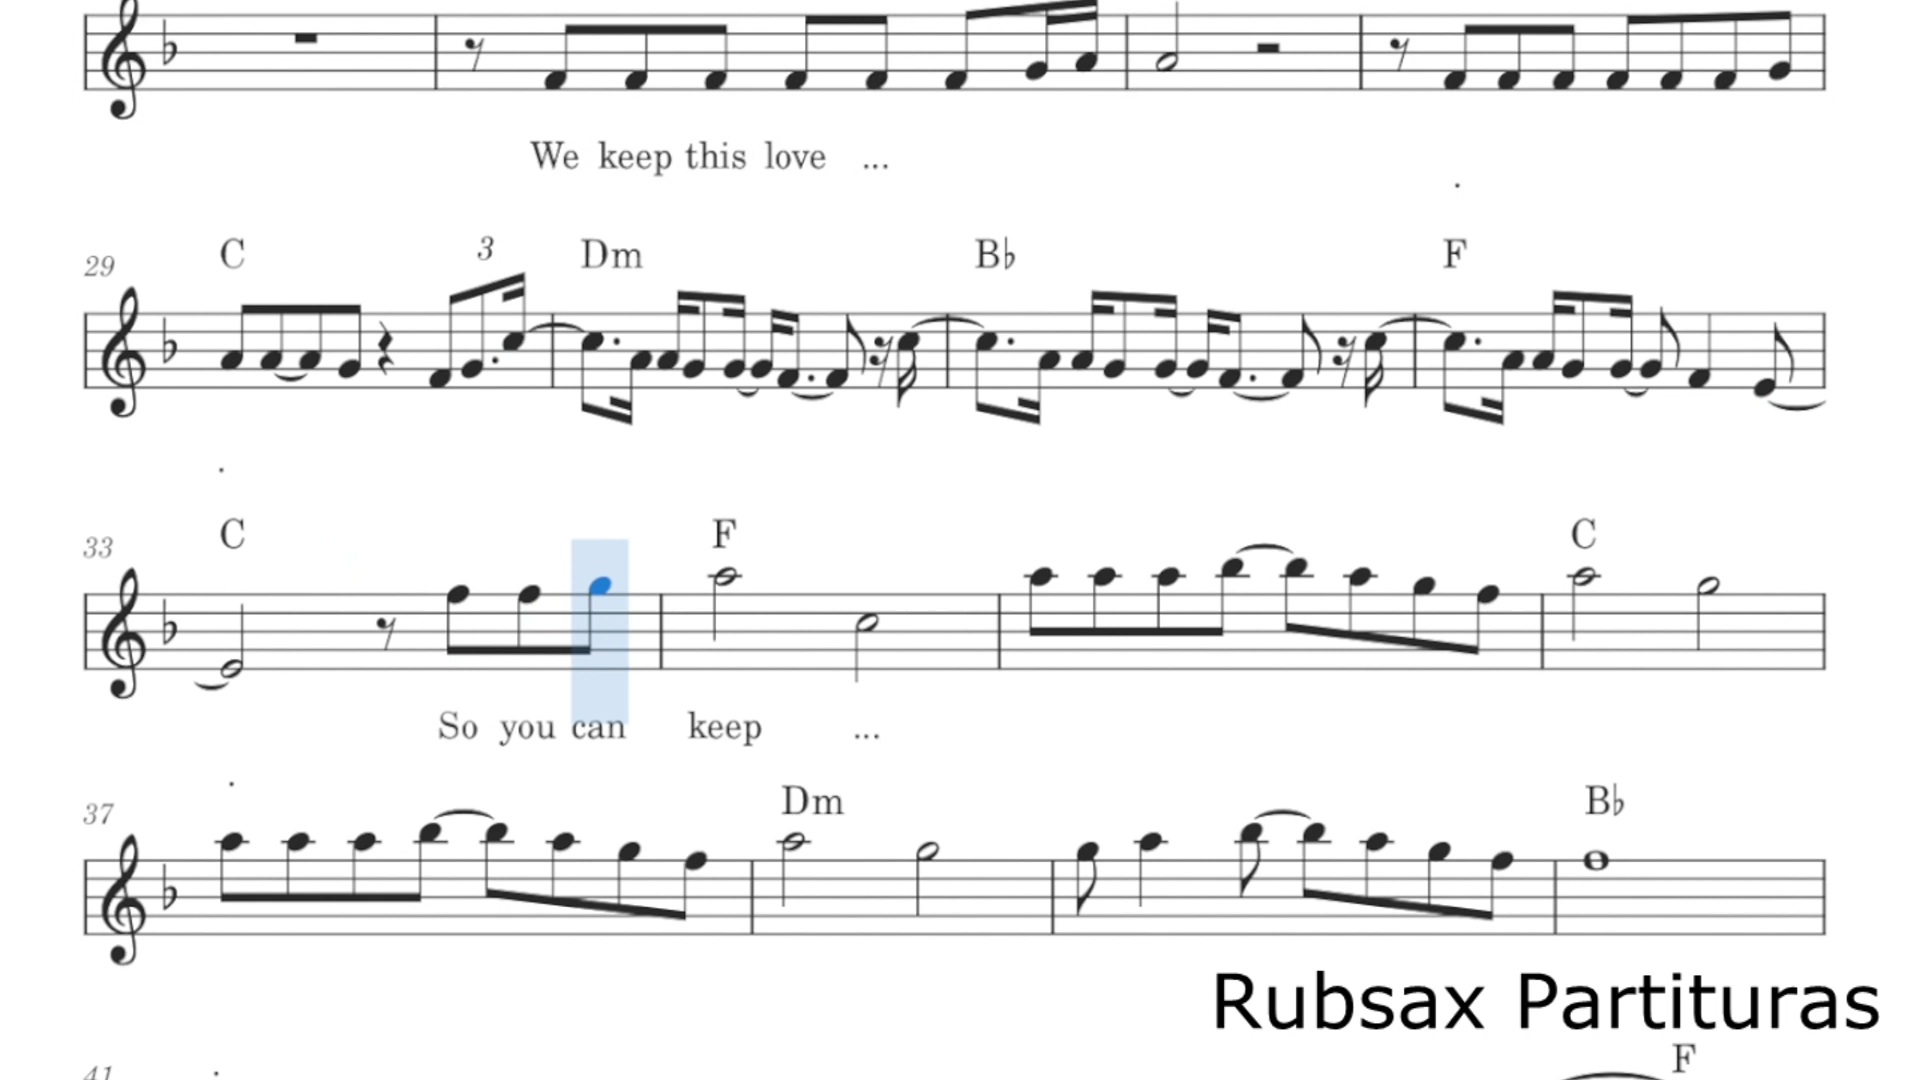 We keep this love ...
29 C 3 Dm B♭ F
33 C F C
So you can keep ...
37 Dm B♭
Rubsax Partituras
41 F